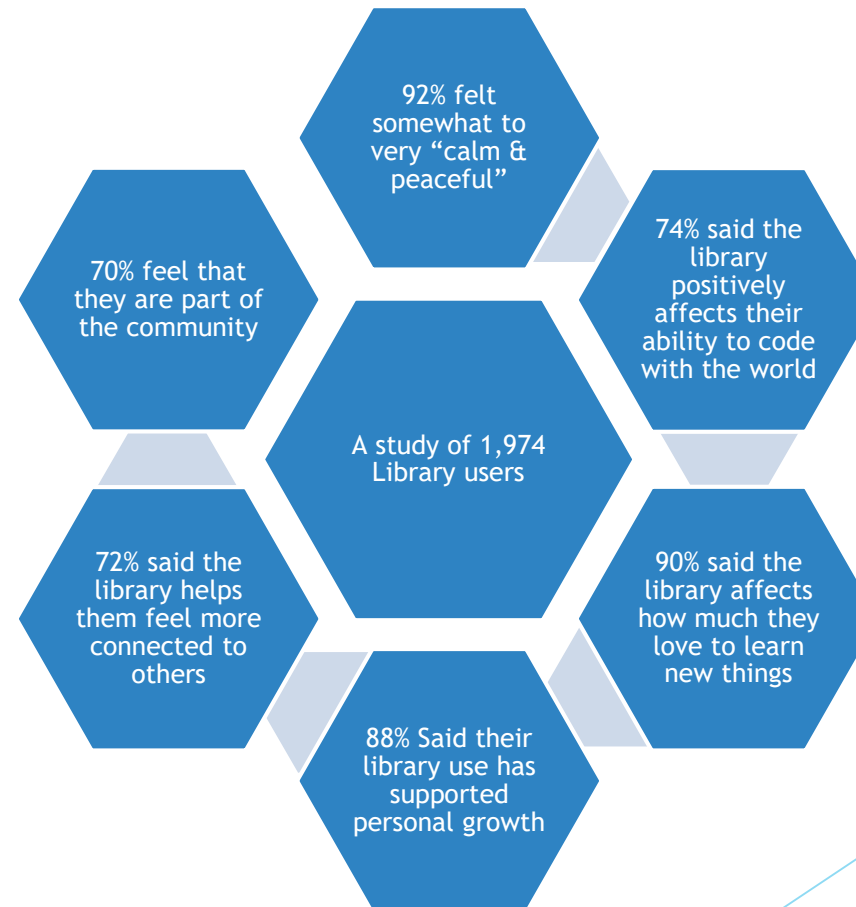 92% felt
somewhat to
very “calm &
peaceful”
74% said the
library
positively
affects their
ability to code
with the world
90% said the
library affects
how much they
love to learn
new things
88% Said their
library use has
supported
personal growth
72% said the
library helps
them feel more
connected to
others
70% feel that
they are part of
the community
A study of 1,974
Library users